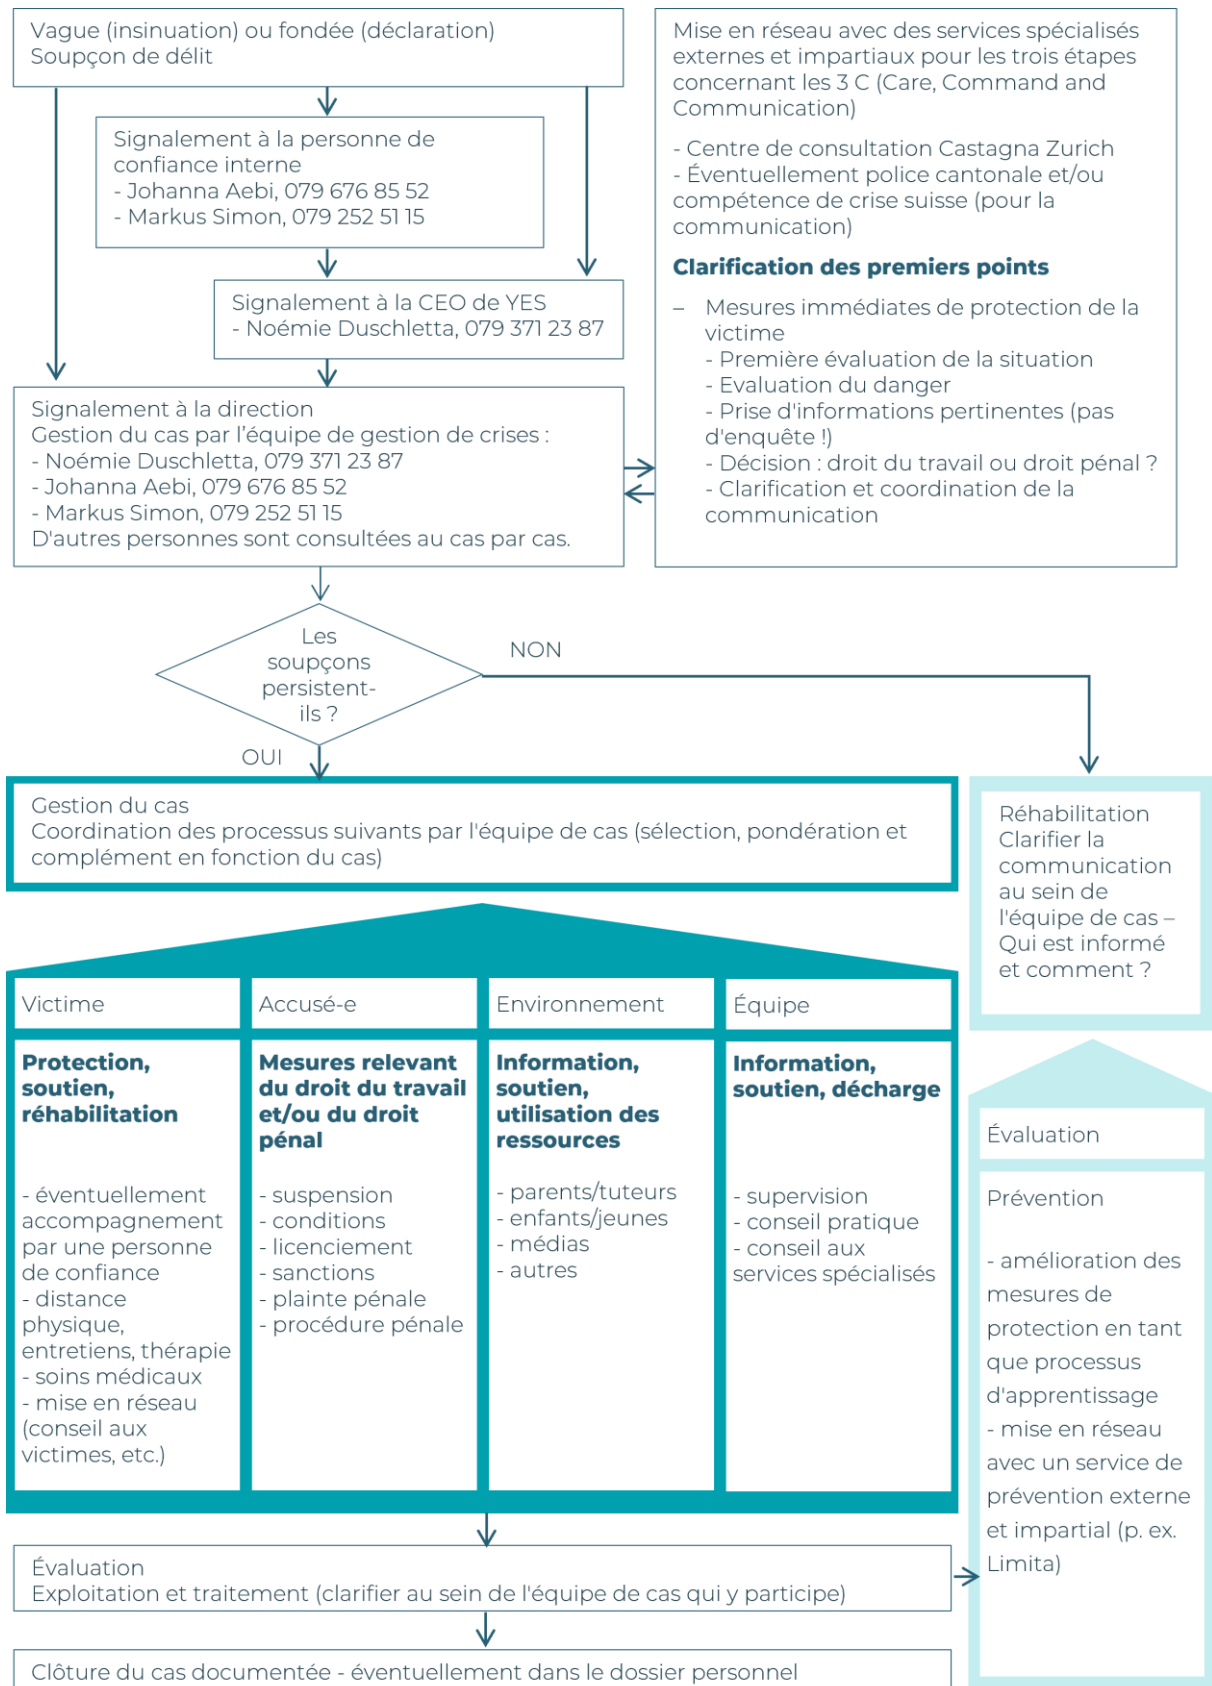 Vague (insinuation) ou fondée (déclaration)
Soupçon de délit
Signalement à la personne de
confiance interne
- Johanna Aebi, 079 676 85 52
- Markus Simon, 079 252 51 15
Signalement à la CEO de YES
- Noémie Duschletta, 079 371 23 87
Signalement à la direction
Gestion du cas par l'équipe de gestion de crises :
- Noémie Duschletta, 079 371 23 87
- Johanna Aebi, 079 676 85 52
- Markus Simon, 079 252 51 15
D'autres personnes sont consultées au cas par cas.
Mise en réseau avec des services spécialisés
externes et impartiaux pour les trois étapes
concernant les 3 C (Care, Command and
Communication)
- Centre de consultation Castagna Zurich
- Éventuellement police cantonale et/ou
compétence de crise suisse (pour la
communication)
Clarification des premiers points
– Mesures immédiates de protection de la
victime
- Première évaluation de la situation
- Evaluation du danger
- Prise d'informations pertinentes (pas
d'enquête !)
- Décision : droit du travail ou droit pénal ?
- Clarification et coordination de la
communication
Les
soupçons
persistent-
ils ?
NON
OUI
Gestion du cas
Coordination des processus suivants par l'équipe de cas (sélection, pondération et
complément en fonction du cas)
Réhabilitation
Clarifier la
communication
au sein de
l'équipe de cas –
Qui est informé
et comment ?
Victime
Protection,
soutien,
réhabilitation
- éventuellement
accompagnement
par une personne
de confiance
- distance
physique,
entretiens, thérapie
- soins médicaux
- mise en réseau
(conseil aux
victimes, etc.)
Accusé-e
Mesures relevant
du droit du travail
et/ou du droit
pénal
- suspension
- conditions
- licenciement
- sanctions
- plainte pénale
- procédure pénale
Environnement
Information,
soutien,
utilisation des
ressources
- parents/tuteurs
- enfants/jeunes
- médias
- autres
Équipe
Information,
soutien, décharge
- supervision
- conseil pratique
- conseil aux
services spécialisés
Évaluation
Prévention
- amélioration des
mesures de
protection en tant
que processus
d'apprentissage
- mise en réseau
avec un service de
prévention externe
et impartial (p. ex.
Limita)
Évaluation
Exploitation et traitement (clarifier au sein de l'équipe de cas qui y participe)
Clôture du cas documentée - éventuellement dans le dossier personnel